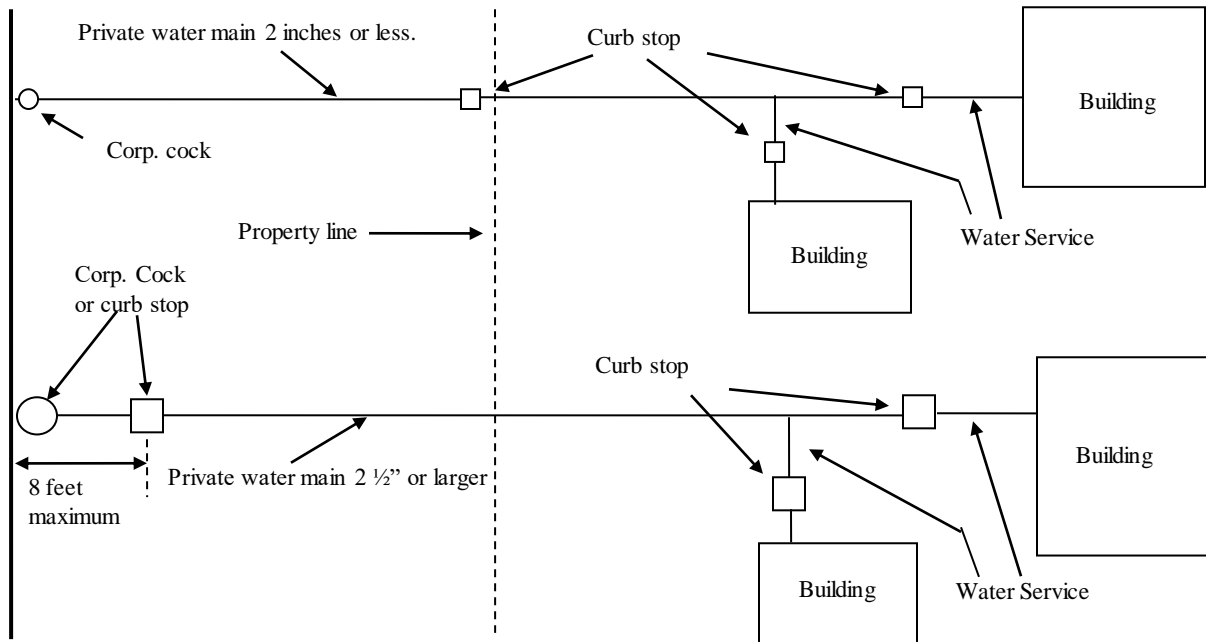 Private water main 2 inches or less.
Curb stop
Building
Corp. cock
Property line
Water Service
Building
Corp. Cock
or curb stop
Curb stop
Building
Private water main 2 ½” or larger
8 feet
maximum
Building
Water Service